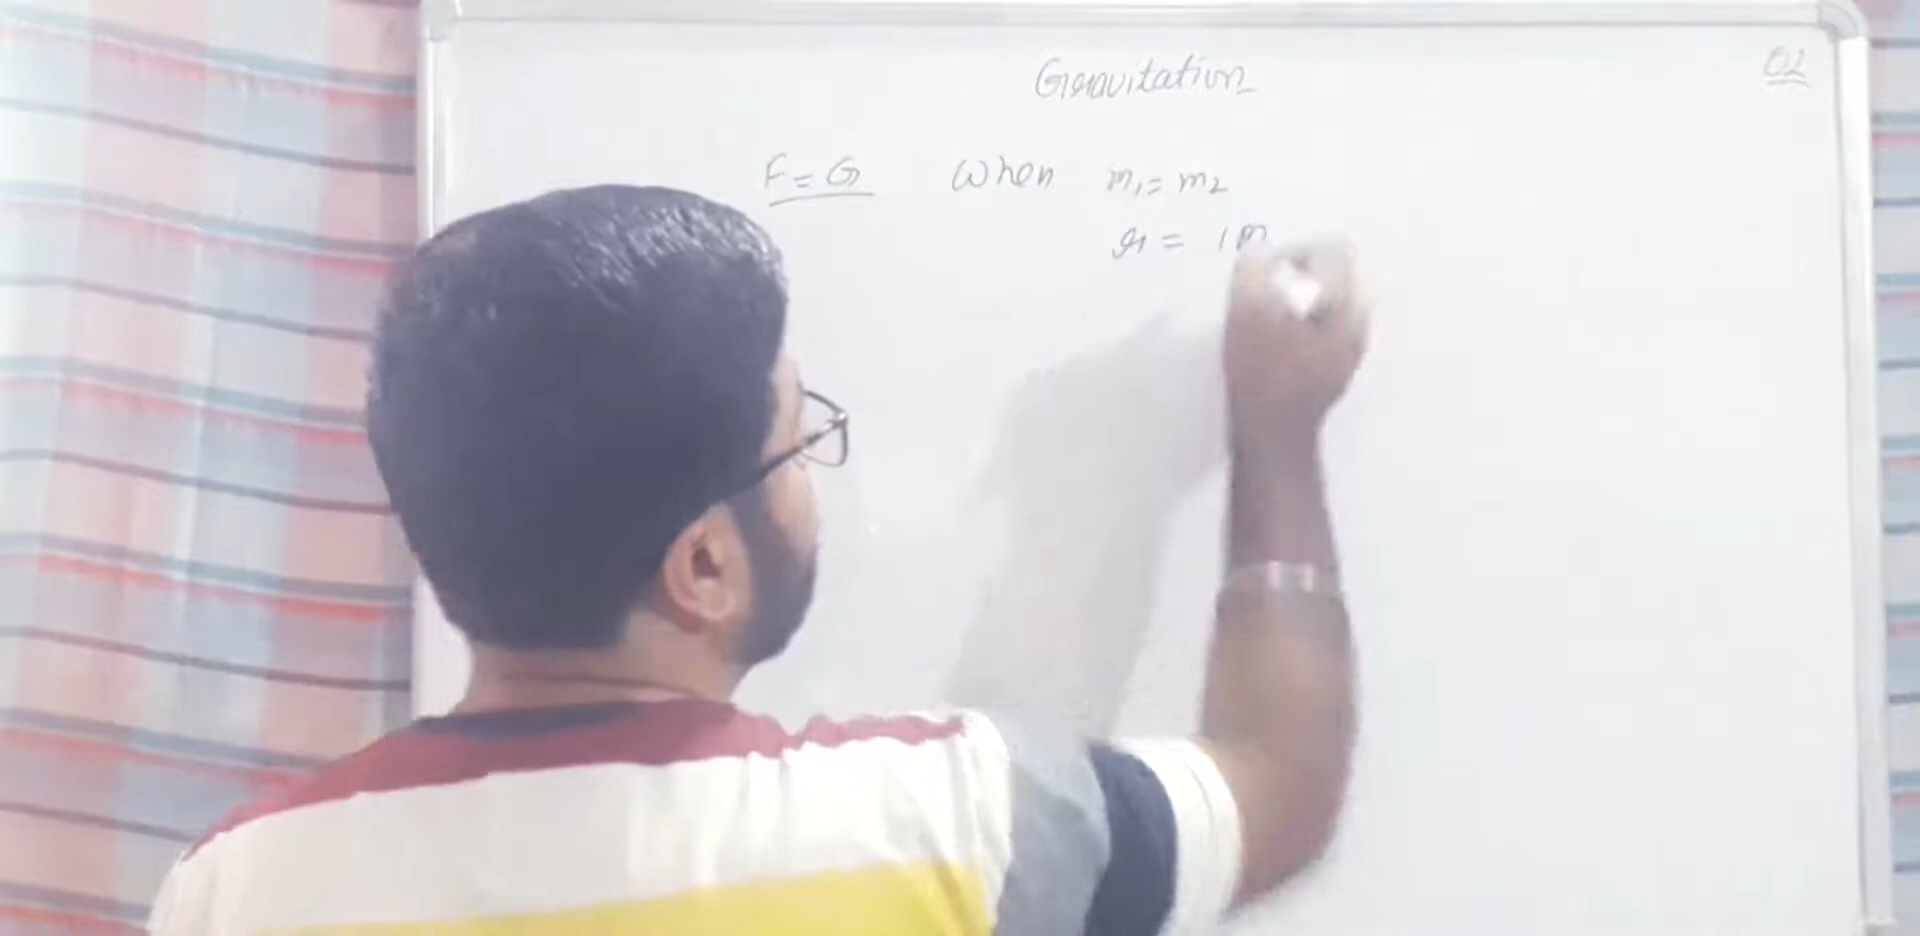 Gravitation
02
F = G when m₁ = m₂
r = 1m